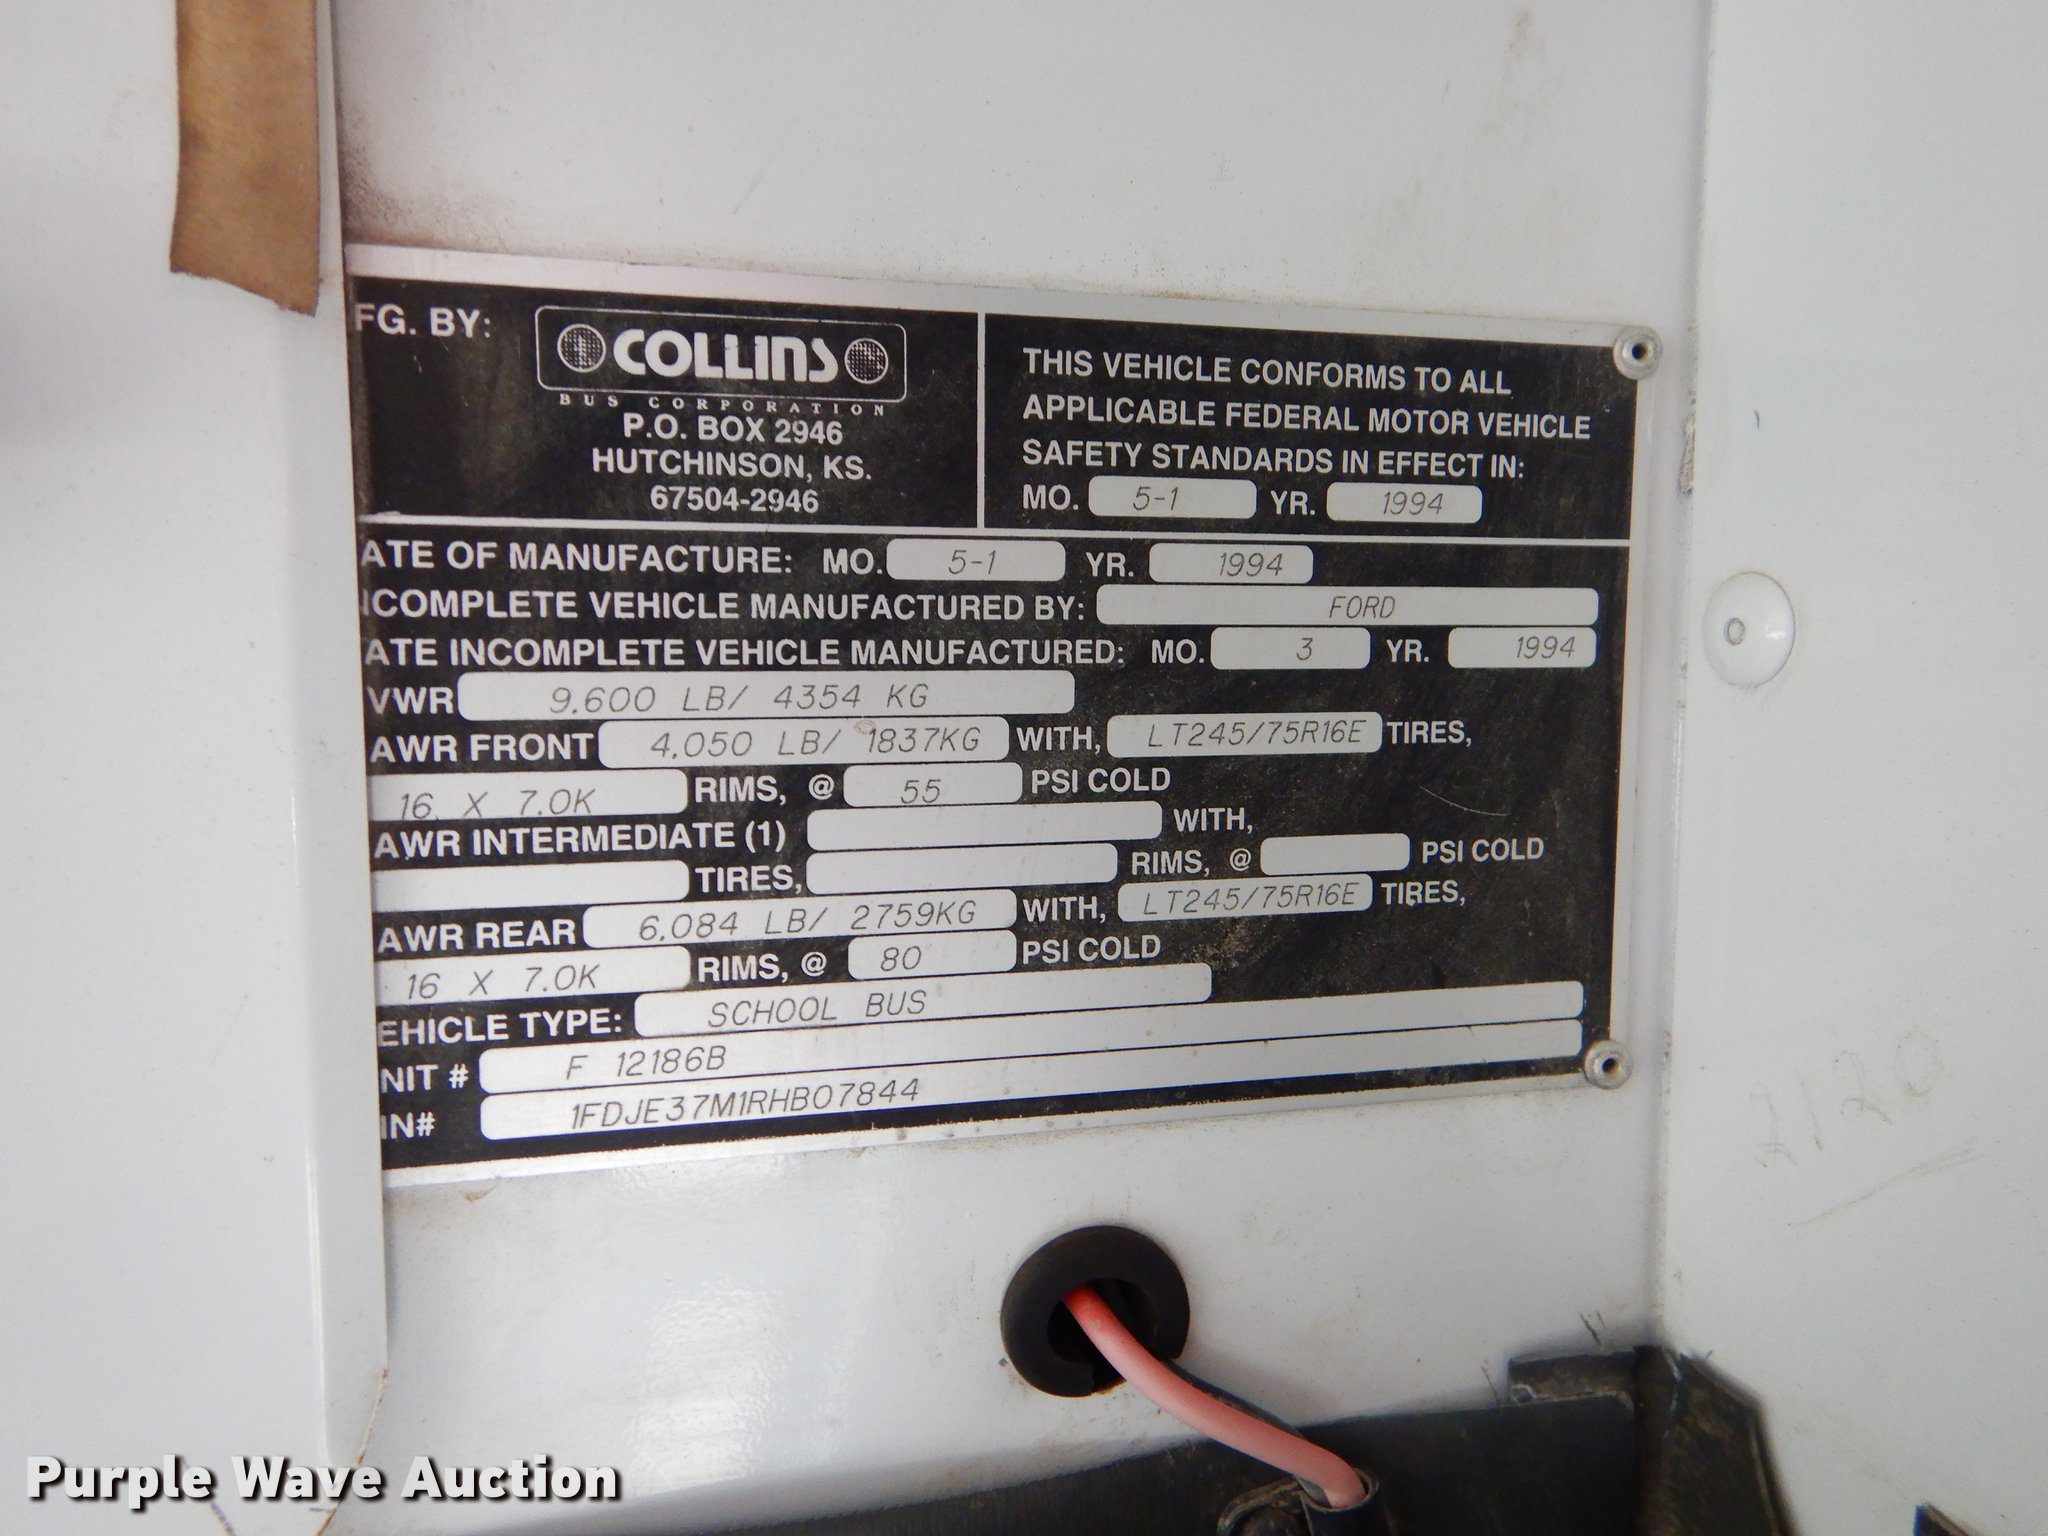 FG. BY:
COLLINS
BUS CORPORATION
P.O. BOX 2946
HUTCHINSON, KS.
67504-2946
THIS VEHICLE CONFORMS TO ALL
APPLICABLE FEDERAL MOTOR VEHICLE
SAFETY STANDARDS IN EFFECT IN:
MO. 5-1 YR. 1994
ATE OF MANUFACTURE: MO. 5-1 YR. 1994
COMPLETE VEHICLE MANUFACTURED BY: FORD
ATE INCOMPLETE VEHICLE MANUFACTURED: MO. 3 YR. 1994
VWR 9,600 LB/ 4354 KG
AWR FRONT 4,050 LB/ 1837KG WITH, LT245/75R16E TIRES,
16 X 7.0K RIMS, @ 55 PSI COLD
AWR INTERMEDIATE (1) WITH,
TIRES, RIMS, @ PSI COLD
AWR REAR 6,084 LB/ 2759KG WITH, LT245/75R16E TIRES,
16 X 7.0K RIMS, @ 80 PSI COLD
EHICLE TYPE: SCHOOL BUS
NIT # F 12186B
IN# 1FDJE37M1RHB07844
Purple Wave Auction